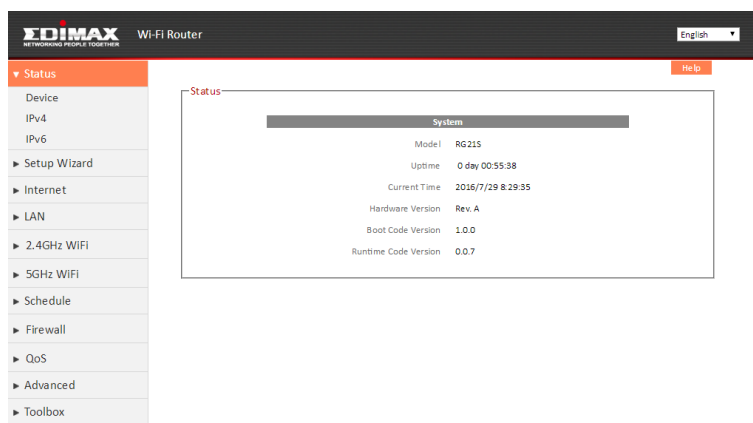 EDIMAX
NETWORKING PEOPLE TOGETHER
Wi-Fi Router
English
Help
Status
Device
IPv4
IPv6
Setup Wizard
Internet
LAN
2.4GHz WiFi
5GHz WiFi
Schedule
Firewall
QoS
Advanced
Toolbox
Status
System
Model RG21S
Uptime 0 day 00:55:38
Current Time 2016/7/29 8:29:35
Hardware Version Rev. A
Boot Code Version 1.0.0
Runtime Code Version 0.0.7